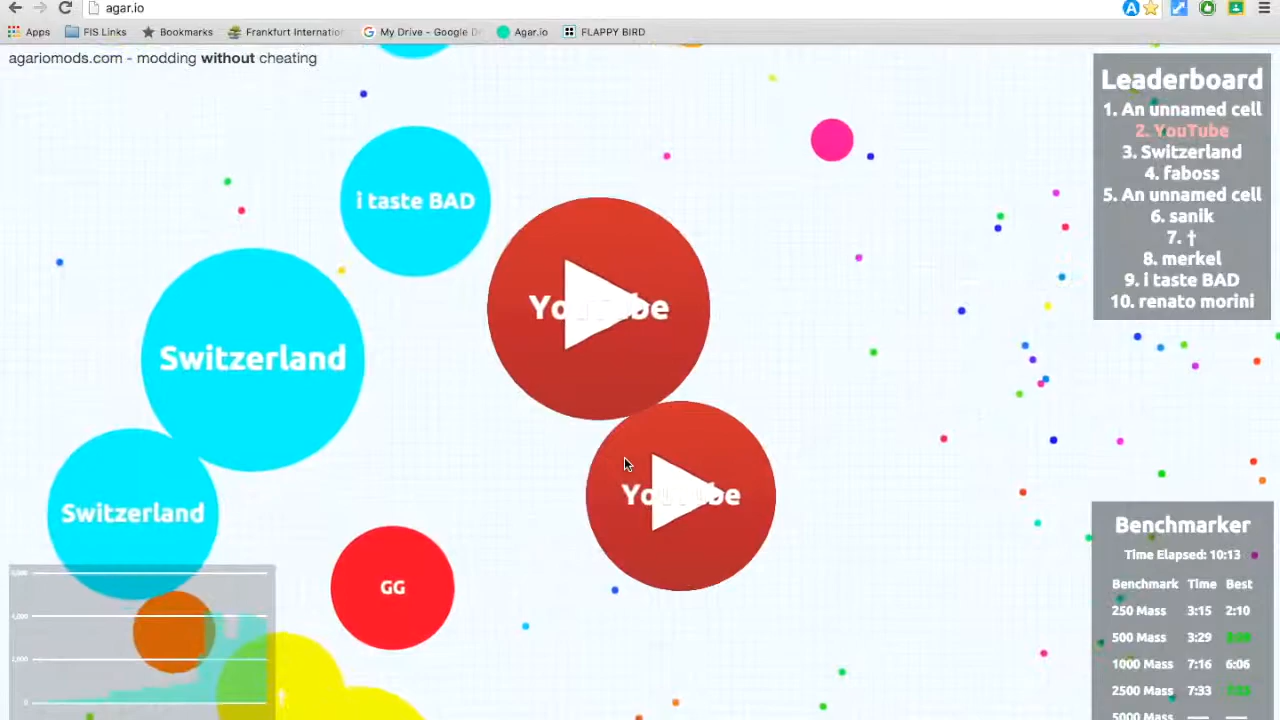 agar.io
Apps FIS Links Bookmarks Frankfurt Internatio My Drive - Google D Agar.io FLAPPY BIRD
agariomods.com - modding without cheating
Leaderboard
1. An unnamed cell
2. YouTube
3. Switzerland
4. faboss
5. An unnamed cell
6. sanik
7. †
8. merkel
9. i taste BAD
10. renato morini
i taste BAD
YouTube
Switzerland
YouTube
Switzerland
GG
Benchmarker
Time Elapsed: 10:13
Benchmark Time Best
250 Mass 3:15 2:10
500 Mass 3:29
1000 Mass 7:16 6:06
2500 Mass 7:33
5000 Mass